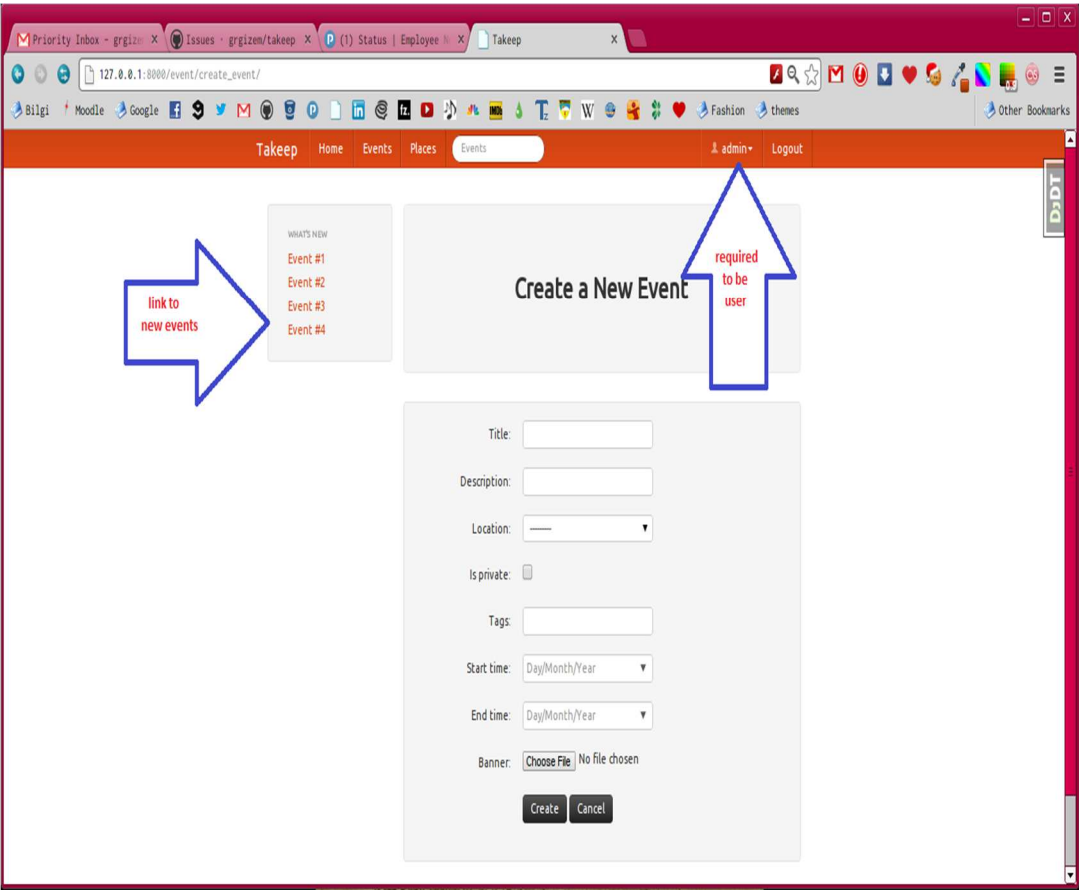 Priority Inbox - grgizem
Issues · grgizem/takeep
(1) Status | Employee
Takeep
127.0.0.1:8000/event/create_event/
Bilgi Moodle Google Fashion themes Other Bookmarks
Takeep Home Events Places Events admin Logout
DjDT
WHAT'S NEW
Event #1
Event #2
Event #3
Event #4
link to
new events
required
to be
user
Create a New Event
Title:
Description:
Location: -------
Is private:
Tags:
Start time: Day/Month/Year
End time: Day/Month/Year
Banner: Choose File No file chosen
Create Cancel